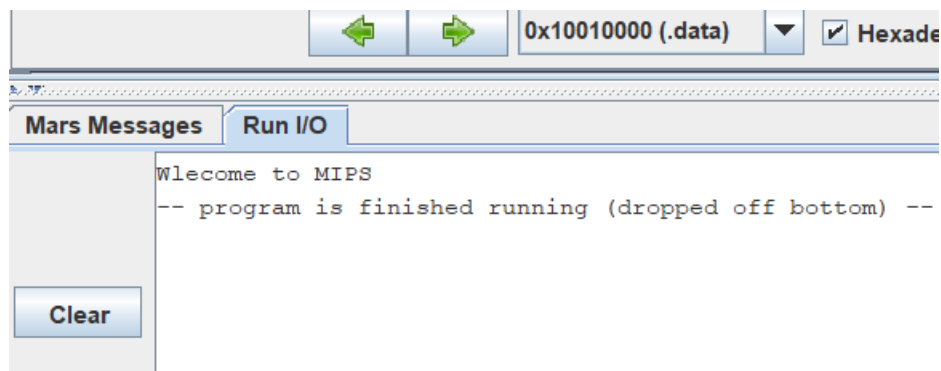 0x10010000 (.data) Hexade
Mars Messages Run I/O
Wlecome to MIPS
-- program is finished running (dropped off bottom) --
Clear